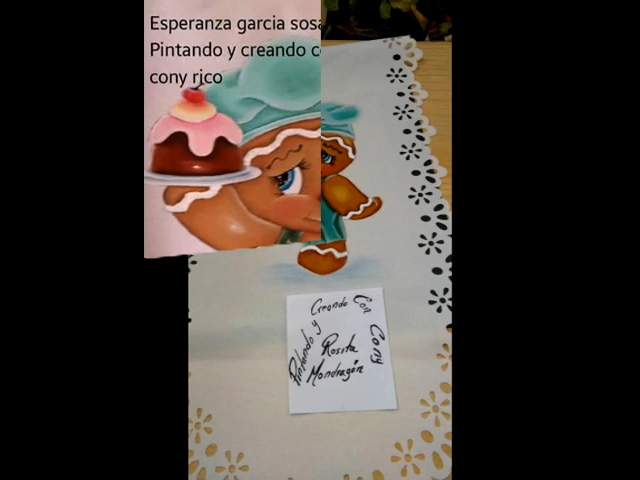 Esperanza garcia sosa
Pintando y creando c
cony rico
Creando Con
Cony
Pintando y
Rosita
Mondragón